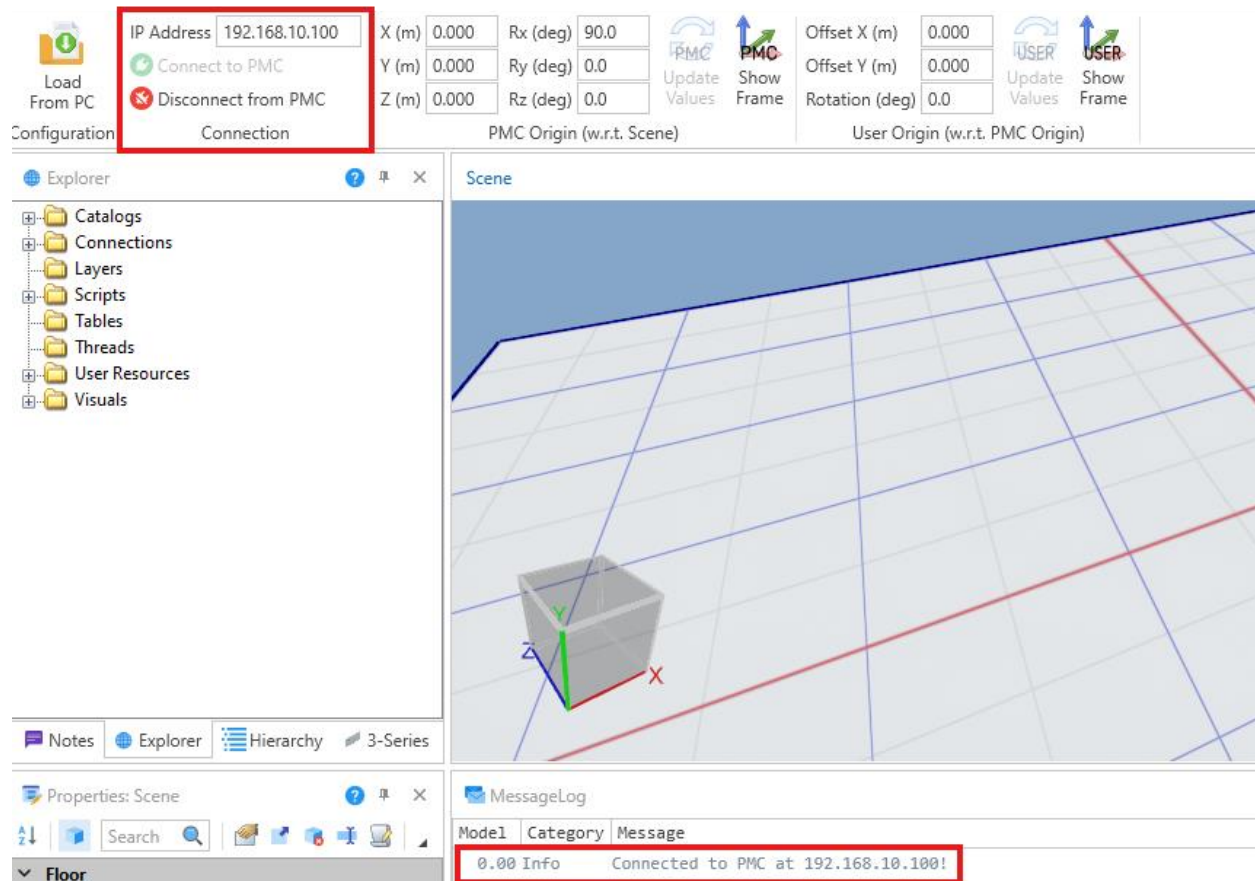 Load
From PC
Configuration
IP Address 192.168.10.100
Connect to PMC
Disconnect from PMC
Connection
X (m) 0.000 Rx (deg) 90.0
Y (m) 0.000 Ry (deg) 0.0
Z (m) 0.000 Rz (deg) 0.0
PMC
Update
Values
PMC
Show
Frame
PMC Origin (w.r.t. Scene)
Offset X (m) 0.000
Offset Y (m) 0.000
Rotation (deg) 0.0
USER
Update
Values
USER
Show
Frame
User Origin (w.r.t. PMC Origin)
Explorer ?
Catalogs
Connections
Layers
Scripts
Tables
Threads
User Resources
Visuals
Notes Explorer Hierarchy 3-Series
Scene
Y
Z
X
Properties: Scene ?
A
Z
Search
Floor
MessageLog
Model Category Message
0.00 Info Connected to PMC at 192.168.10.100!